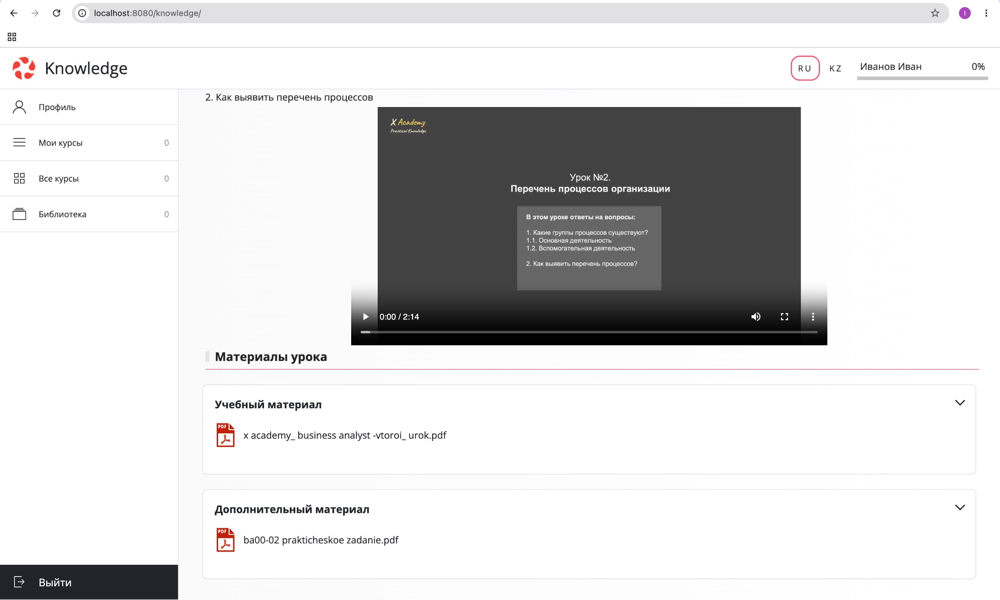 localhost:8080/knowledge/
I
Knowledge
RU
KZ
Иванов Иван
0%
Профиль
Мои курсы
0
Все курсы
0
Библиотека
0
Выйти
2. Как выявить перечень процессов
X Academy
Practical Knowledge
Урок №2.
Перечень процессов организации
В этом уроке ответы на вопросы:
1. Какие группы процессов существуют?
1.1. Основная деятельность
1.2. Вспомогательная деятельность
2. Как выявить перечень процессов?
0:00 / 2:14
Материалы урока
Учебный материал
PDF
x academy_ business analyst -vtoroi_ urok.pdf
Дополнительный материал
PDF
ba00-02 prakticheskoe zadanie.pdf